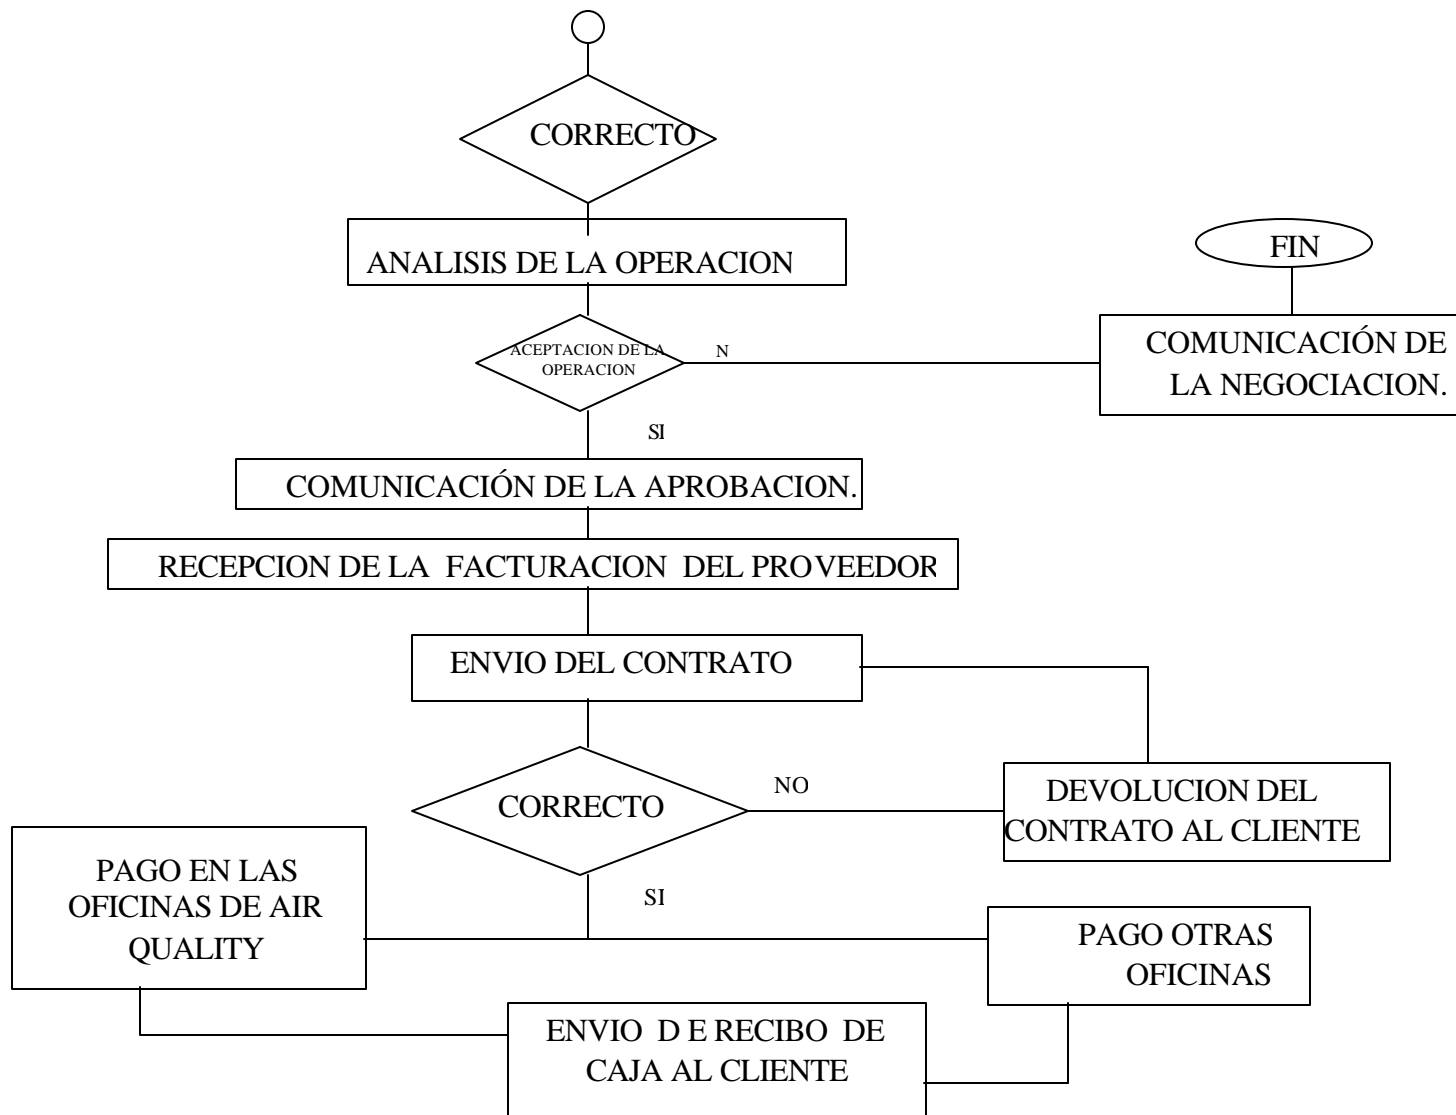 CORRECTO
ANALISIS DE LA OPERACION
FIN
ACEPTACION DE LA
OPERACION
N
COMUNICACIÓN DE
LA NEGOCIACION.
SI
COMUNICACIÓN DE LA APROBACION.
RECEPCION DE LA FACTURACION DEL PROVEEDOR
ENVIO DEL CONTRATO
CORRECTO
NO
DEVOLUCION DEL
CONTRATO AL CLIENTE
SI
PAGO EN LAS
OFICINAS DE AIR
QUALITY
PAGO OTRAS
OFICINAS
ENVIO D E RECIBO DE
CAJA AL CLIENTE